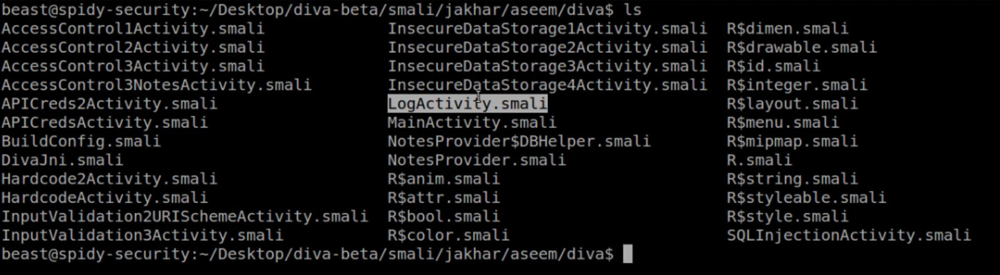 beast@spidy-security:~/Desktop/diva-beta/smali/jakhar/aseem/diva$ ls
AccessControl1Activity.smali InsecureDataStorage1Activity.smali R$dimen.smali
AccessControl2Activity.smali InsecureDataStorage2Activity.smali R$drawable.smali
AccessControl3Activity.smali InsecureDataStorage3Activity.smali R$id.smali
AccessControl3NotesActivity.smali InsecureDataStorage4Activity.smali R$integer.smali
APICreds2Activity.smali LogActivity.smali R$layout.smali
APICredsActivity.smali MainActivity.smali R$menu.smali
BuildConfig.smali NotesProvider$DBHelper.smali R$mipmap.smali
DivaJni.smali NotesProvider.smali R.smali
Hardcode2Activity.smali R$anim.smali R$string.smali
HardcodeActivity.smali R$attr.smali R$styleable.smali
InputValidation2URISchemeActivity.smali R$bool.smali R$style.smali
InputValidation3Activity.smali R$color.smali SQLInjectionActivity.smali
beast@spidy-security:~/Desktop/diva-beta/smali/jakhar/aseem/diva$